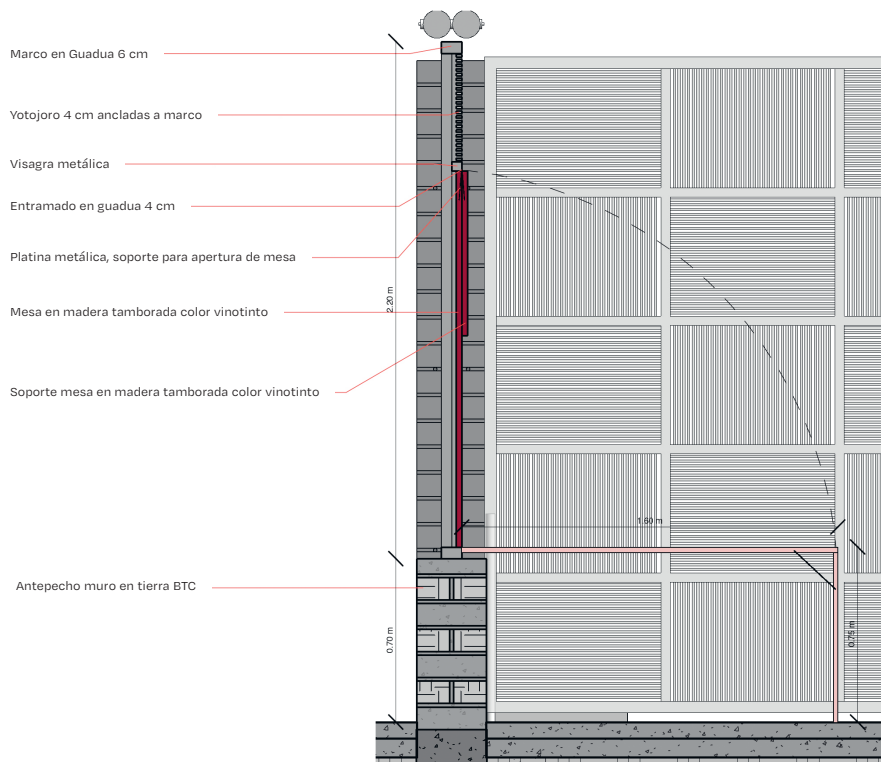 Marco en Guadua 6 cm
Yotojoro 4 cm ancladas a marco
Visagra metálica
Entramado en guadua 4 cm
Platina metálica, soporte para apertura de mesa
2.20 m
Mesa en madera tamborada color vinotinto
Soporte mesa en madera tamborada color vinotinto
1.60 m
Antepecho muro en tierra BTC
0.70 m
0.75 m